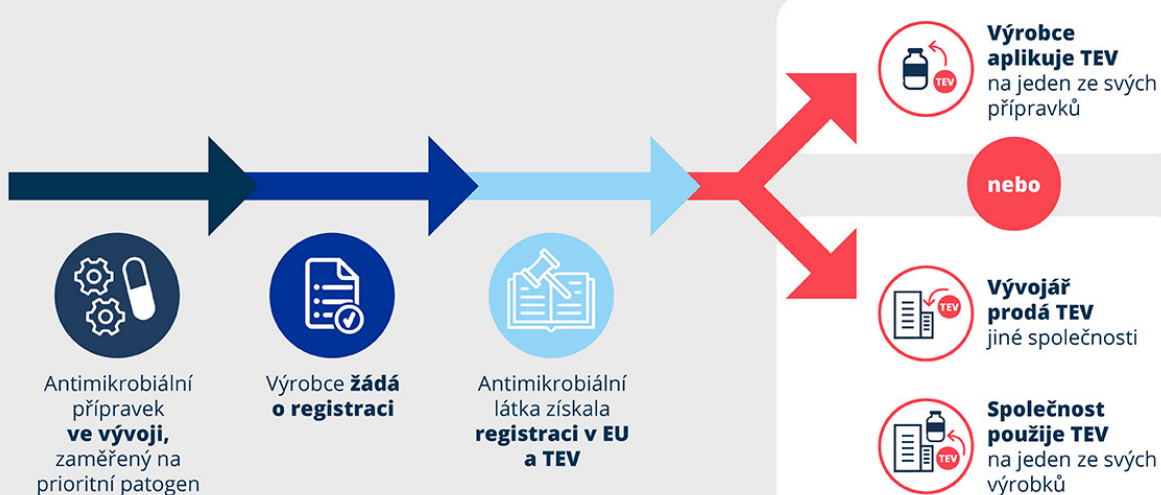 Antimikrobiální
přípravek
ve vývoji,
zaměřený na
prioritní patogen
Výrobce žádá
o registraci
Antimikrobiální
látka získala
registraci v EU
a TEV
TEV
Výrobce
aplikuje TEV
na jeden ze svých
přípravků
nebo
TEV
Vývojář
prodá TEV
jiné společnosti
TEV
Společnost
použije TEV
na jeden ze svých
výrobků